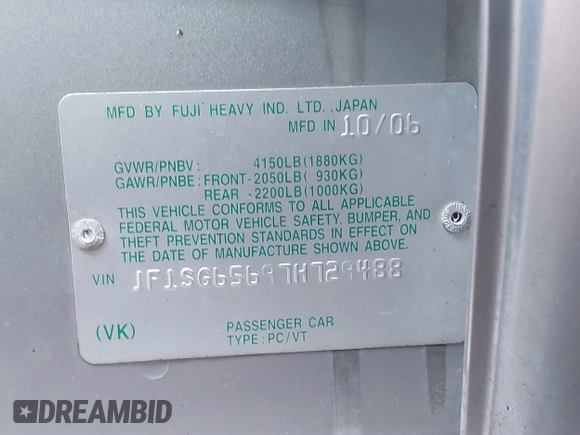 MFD BY FUJI HEAVY IND. LTD., JAPAN
MFD IN 10/06
GVWR/PNBV: 4150LB(1880KG)
GAWR/PNBE: FRONT-2050LB( 930KG)
REAR -2200LB(1000KG)
THIS VEHICLE CONFORMS TO ALL APPLICABLE
FEDERAL MOTOR VEHICLE SAFETY, BUMPER, AND
THEFT PREVENTION STANDARDS IN EFFECT ON
THE DATE OF MANUFACTURE SHOWN ABOVE.
VIN JF1SG65697H729488
(VK) PASSENGER CAR
TYPE: PC/VT
DREAMBID